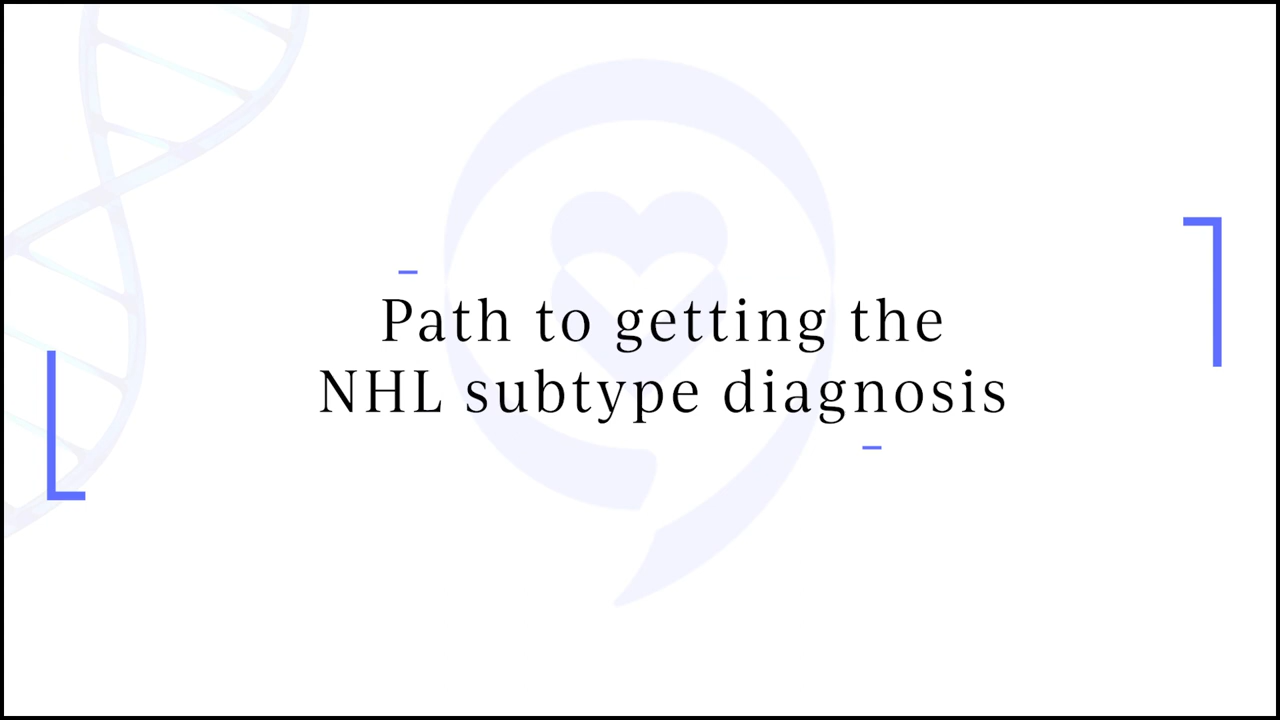 Path to getting the
NHL subtype diagnosis